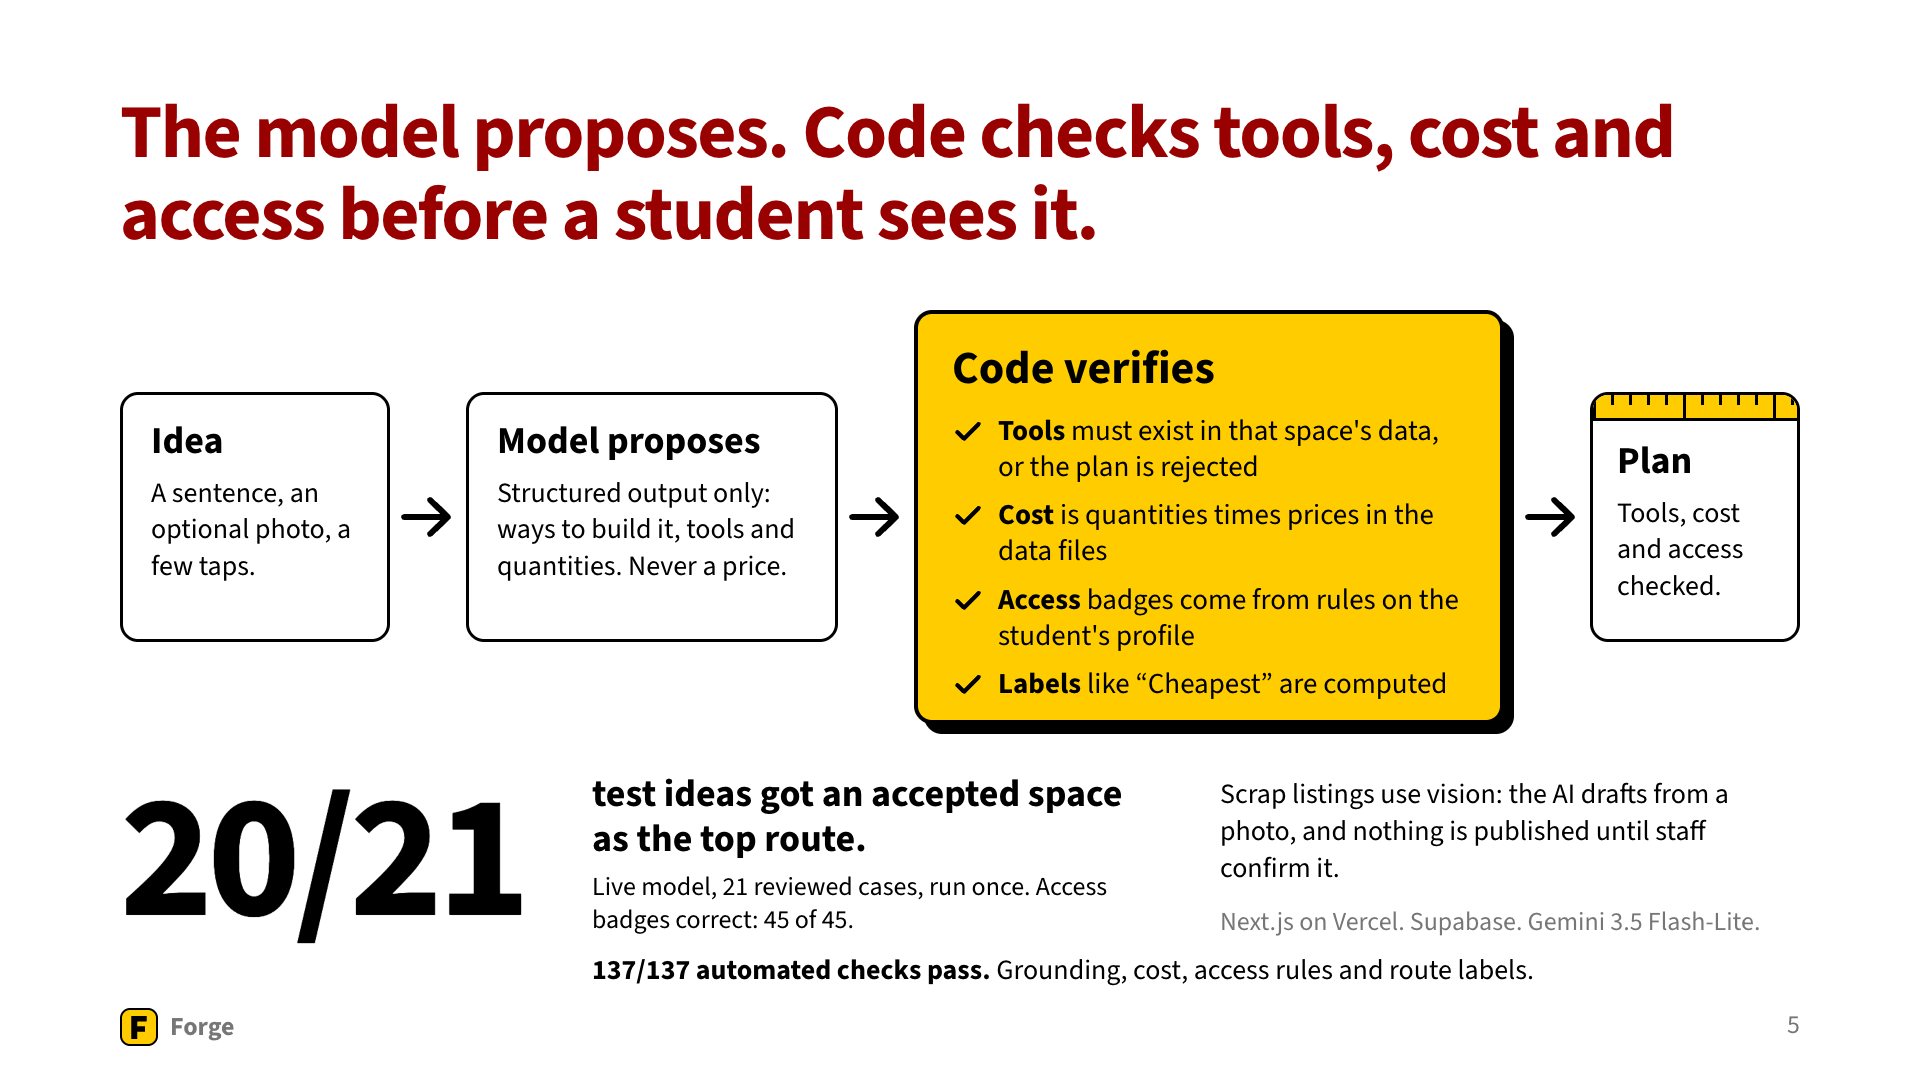 The model proposes. Code checks tools, cost and
access before a student sees it.
Idea
A sentence, an
optional photo, a
few taps.
Model proposes
Structured output only:
ways to build it, tools and
quantities. Never a price.
Code verifies
Tools must exist in that space's data,
or the plan is rejected
Cost is quantities times prices in the
data files
Access badges come from rules on the
student's profile
Labels like “Cheapest” are computed
Plan
Tools, cost
and access
checked.
20/21
test ideas got an accepted space
as the top route.
Live model, 21 reviewed cases, run once. Access
badges correct: 45 of 45.
137/137 automated checks pass. Grounding, cost, access rules and route labels.
Scrap listings use vision: the AI drafts from a
photo, and nothing is published until staff
confirm it.
Next.js on Vercel. Supabase. Gemini 3.5 Flash-Lite.
F Forge
5